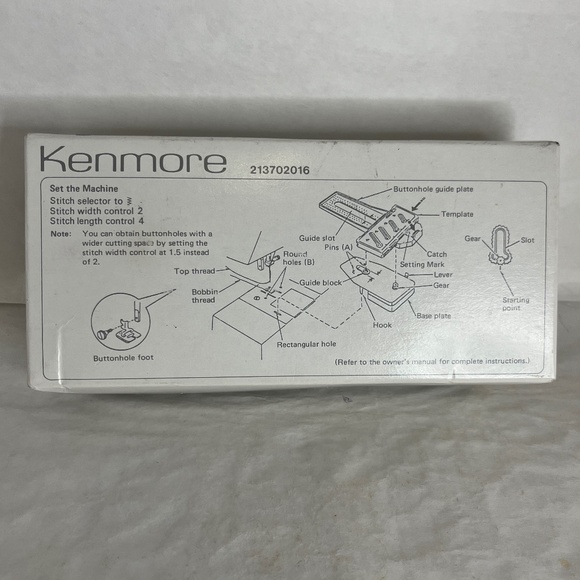 Kenmore 213702016
Set the Machine
Stitch selector to
Stitch width control 2
Stitch length control 4
Note: You can obtain buttonholes with a
wider cutting space by setting the
stitch width control at 1.5 instead
of 2.
Buttonhole guide plate
Template
Guide slot
Pins (A)
Catch
Setting Mark
Lever
Gear
Gear
Slot
Starting
point
Round
holes (B)
Guide block
Top thread
Bobbin
thread
B
Base plate
Hook
Rectangular hole
Buttonhole foot
(Refer to the owner's manual for complete instructions.)